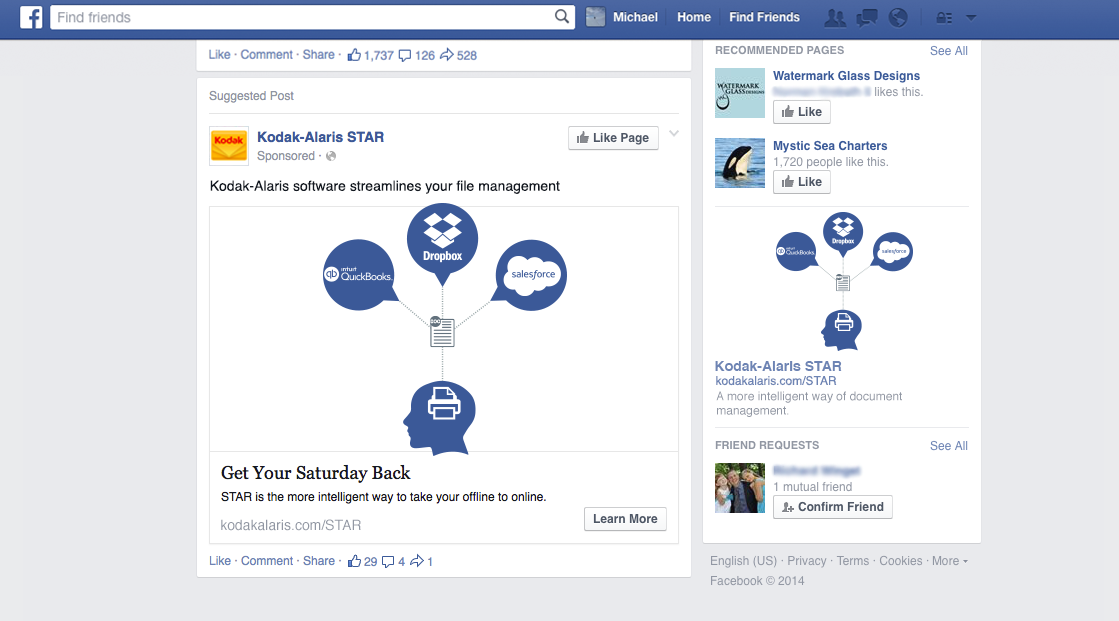 Find friends
Michael Home Find Friends
Like · Comment · Share · 1,737 126 528
Suggested Post
Kodak
Kodak-Alaris STAR
Sponsored ·
Like Page
Kodak-Alaris software streamlines your file management
Dropbox
qb intuit
QuickBooks.
salesforce
DOC
Get Your Saturday Back
STAR is the more intelligent way to take your offline to online.
kodakalaris.com/STAR
Learn More
Like · Comment · Share · 29 4 1
RECOMMENDED PAGES See All
WATERMARK
GLASS DESIGNS
Watermark Glass Designs
likes this.
Like
Mystic Sea Charters
1,720 people like this.
Like
Dropbox
qb intuit
QuickBooks.
salesforce
Kodak-Alaris STAR
kodakalaris.com/STAR
A more intelligent way of document
management.
FRIEND REQUESTS See All
1 mutual friend
Confirm Friend
English (US) · Privacy · Terms · Cookies · More
Facebook © 2014